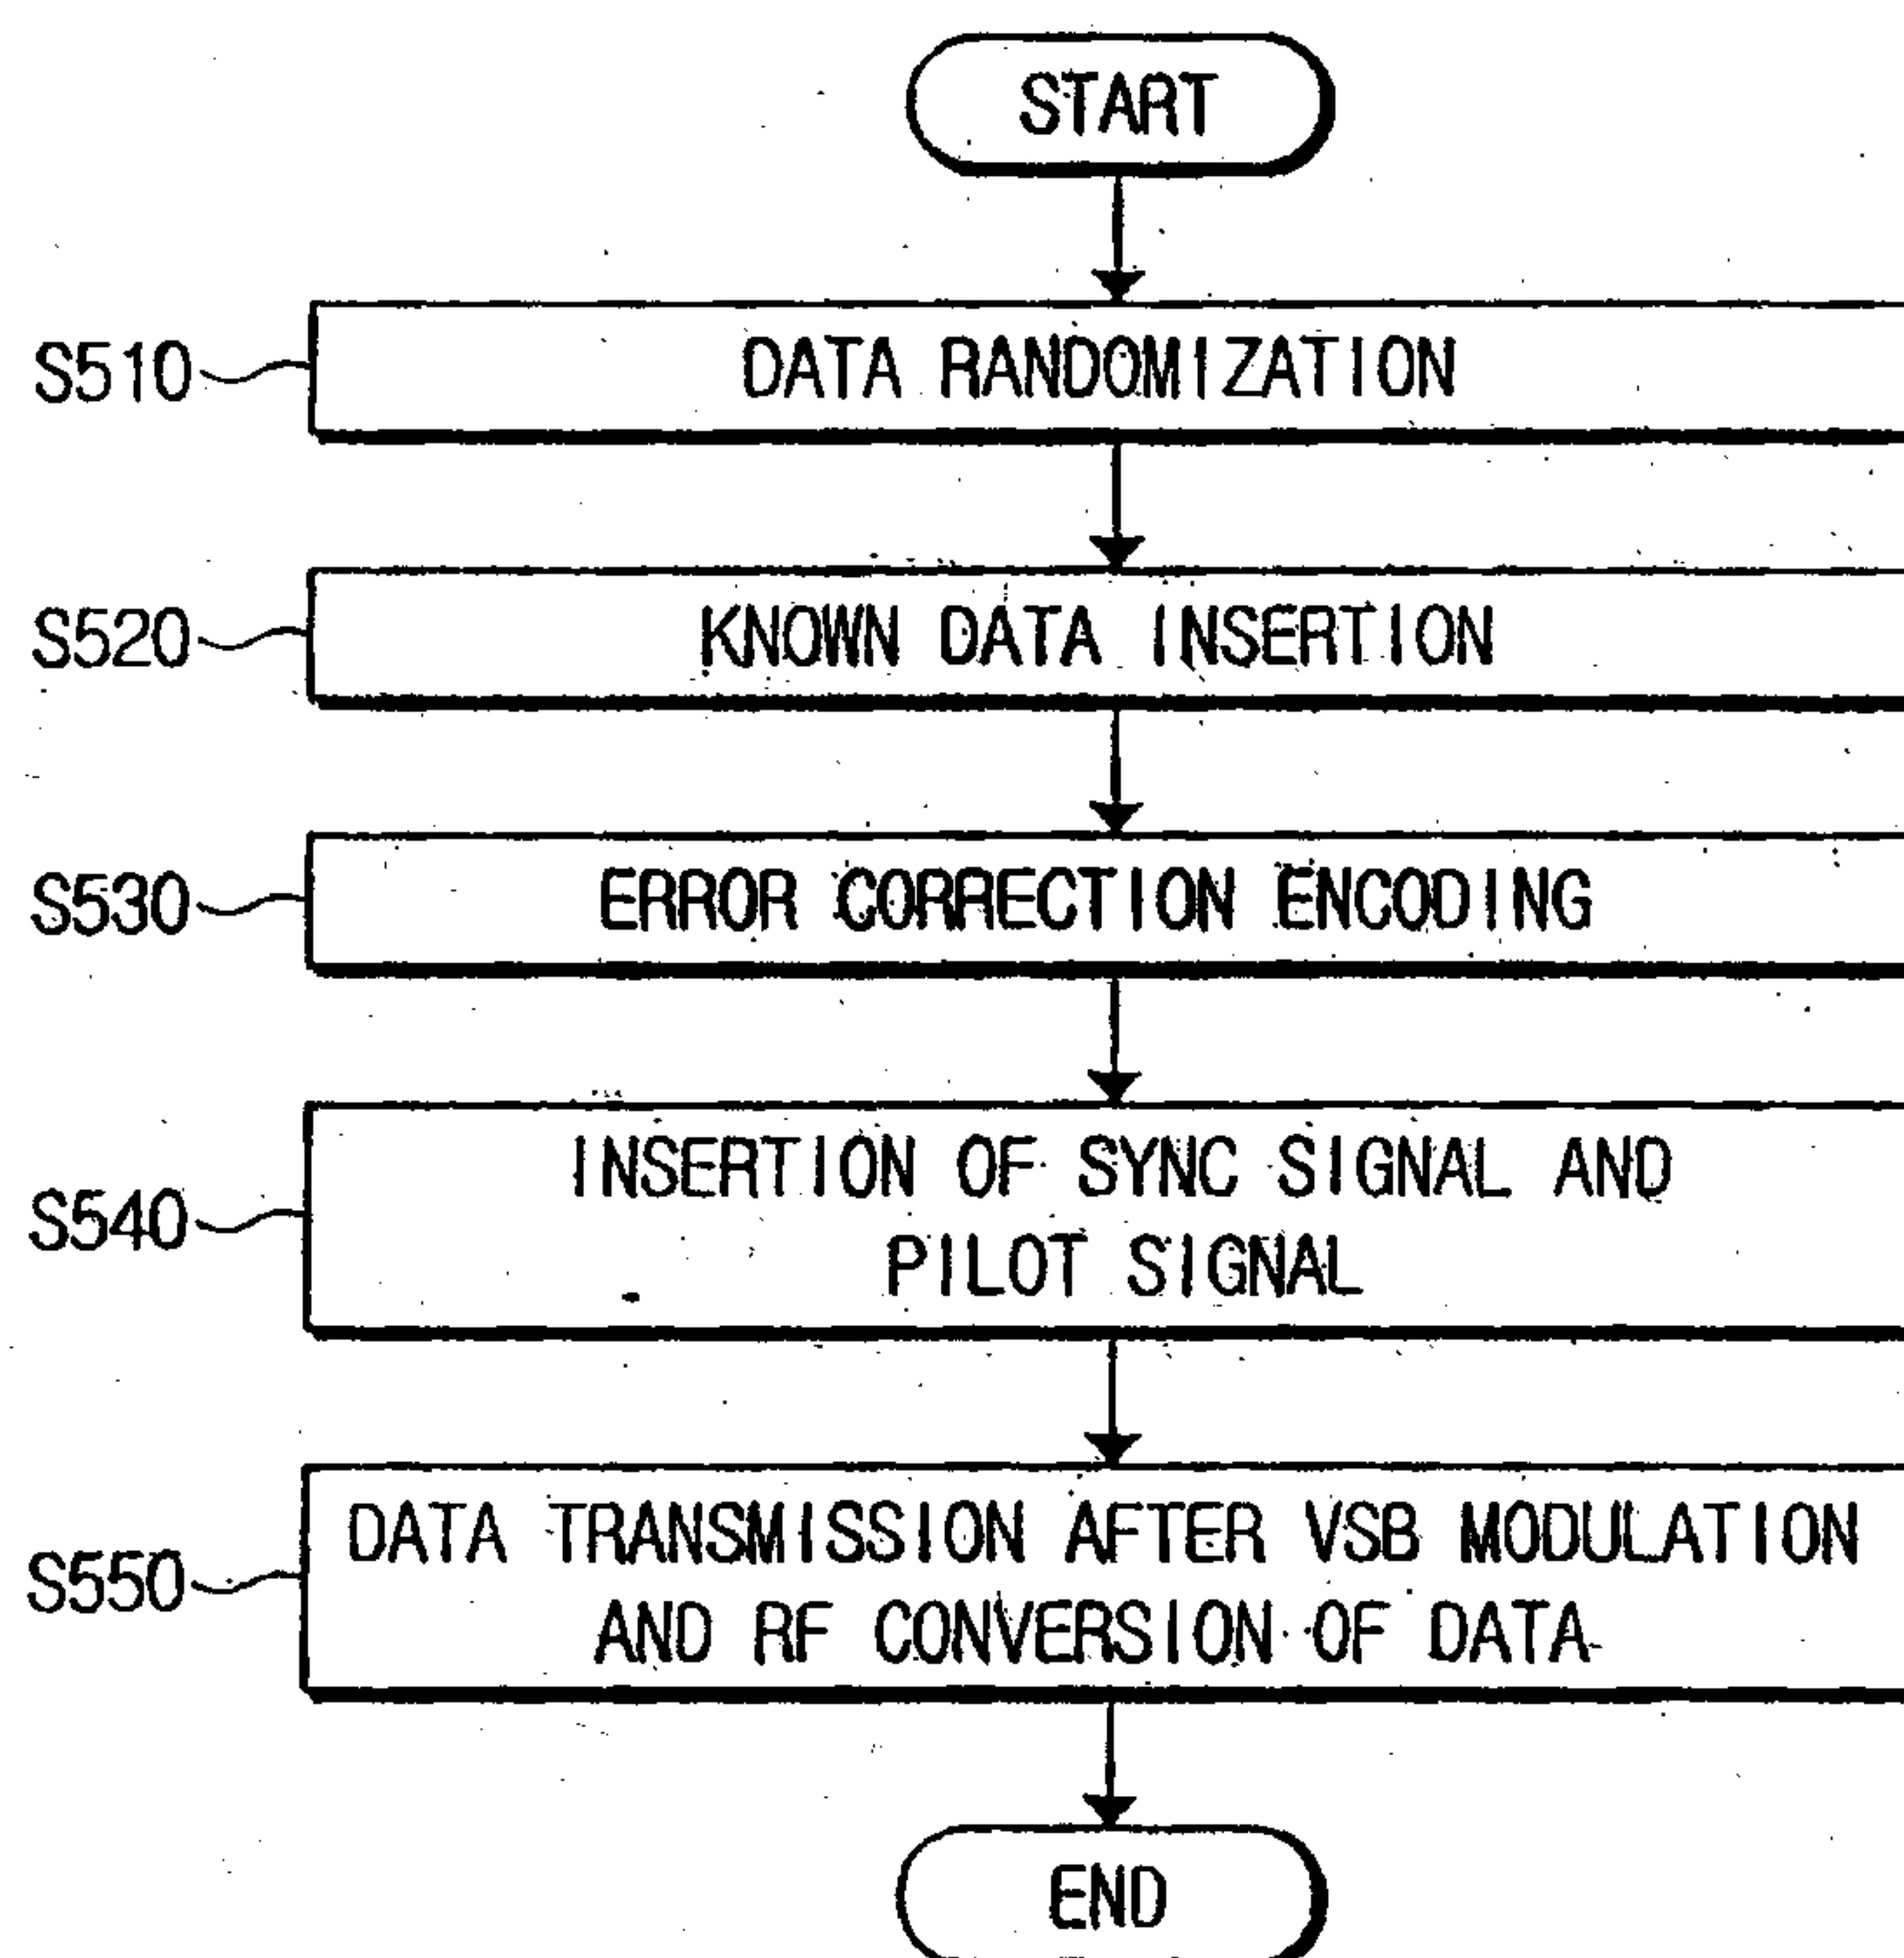 START
S510
DATA RANDOMIZATION
S520
KNOWN DATA INSERTION
S530
ERROR CORRECTION ENCODING
S540
INSERTION OF SYNC SIGNAL AND
PILOT SIGNAL
S550
DATA TRANSMISSION AFTER VSB MODULATION
AND RF CONVERSION OF DATA
END